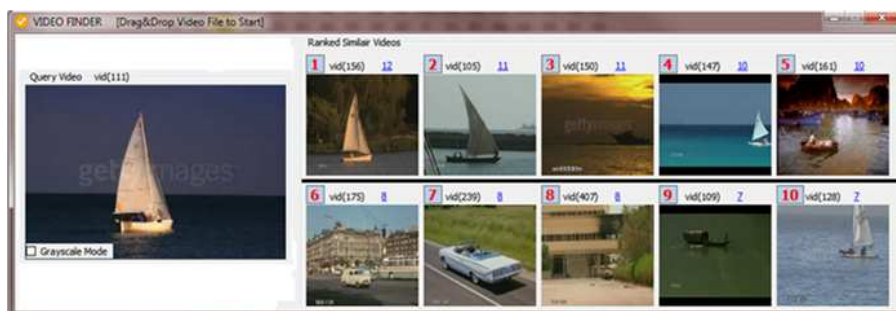 VIDEO FINDER [Drag&Drop Video File to Start]
Ranked Similair Videos
Query Video vid(111)
gettyimages
Grayscale Mode
1 vid(156) 12
2 vid(105) 11
3 vid(150) 11
gettyimages
4 vid(147) 10
5 vid(161) 10
6 vid(175) 8
7 vid(239) 8
8 vid(407) 8
9 vid(109) 7
10 vid(128) 7